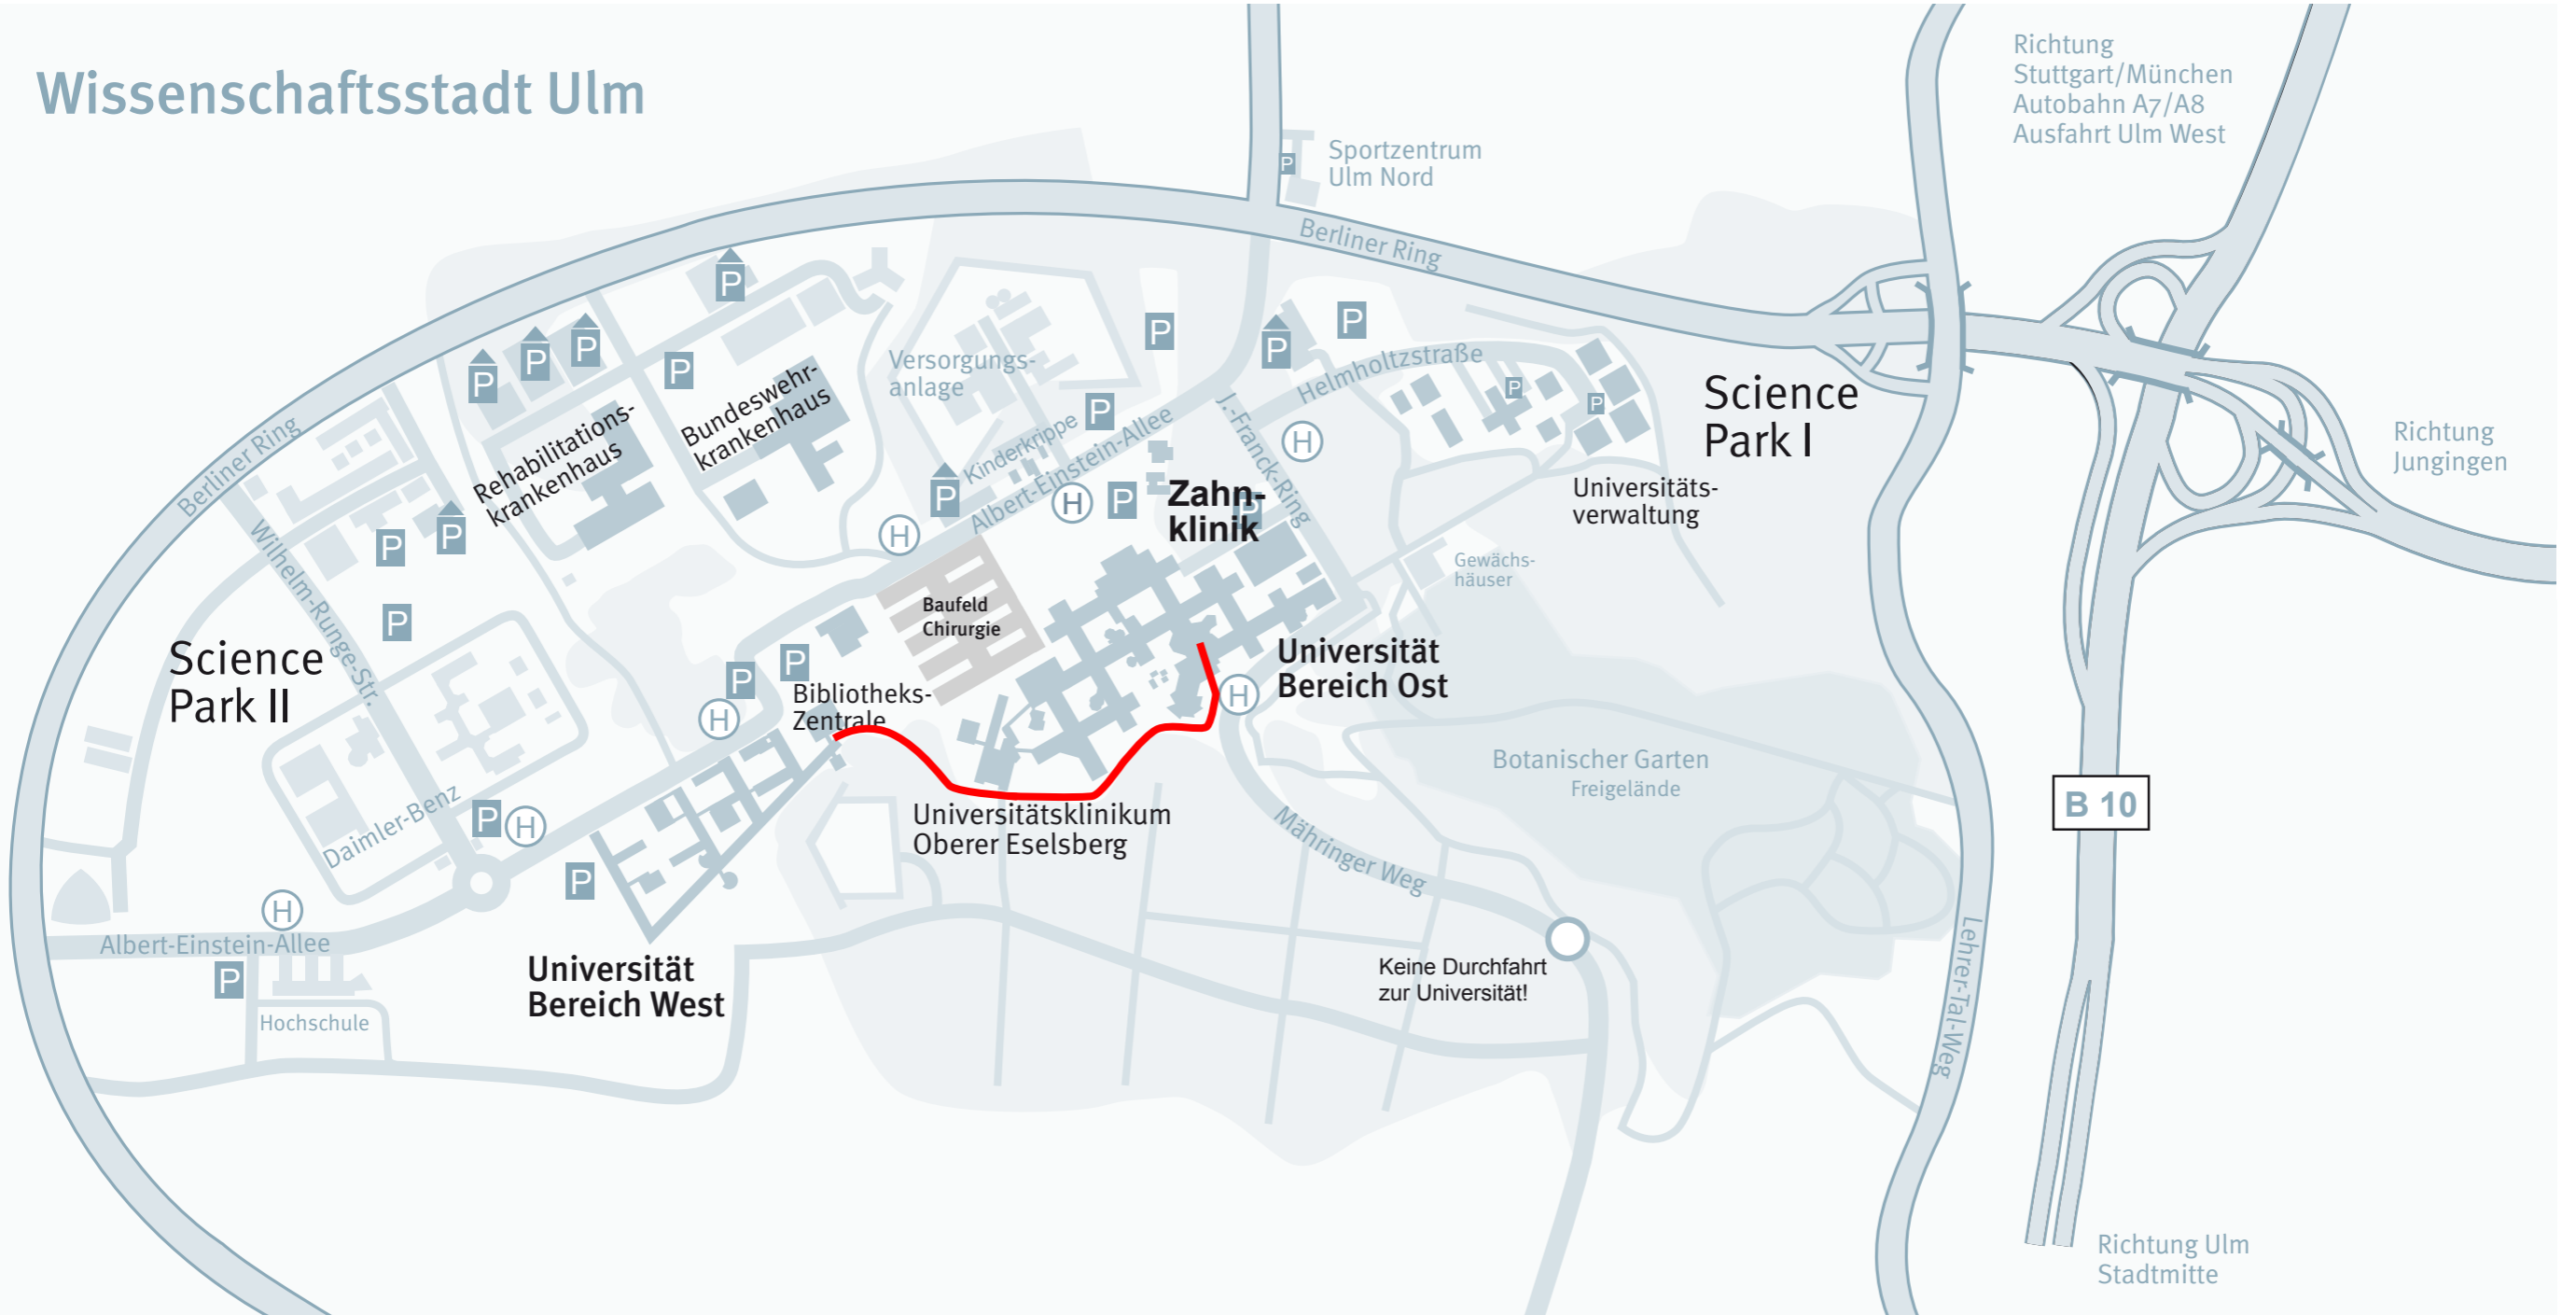 Wissenschaftsstadt Ulm
Richtung
Stuttgart/München
Autobahn A7/A8
Ausfahrt Ulm West
P
Sportzentrum
Ulm Nord
Berliner Ring
P
P
P
P
P
P
P
P
P
Versorgungs-
anlage
Helmholtzstraße
P
P
Science
Park I
Bundeswehr-
krankenhaus
Rehabilitations-
krankenhaus
Berliner Ring
Kinderkrippe
P
Albert-Einstein-Allee
J.-Franck-Ring
H
Richtung
Jungingen
P
H
P
Zahn-
klinik
P
Universitäts-
verwaltung
H
P
P
Wilhelm-Runge-Str.
Gewächs-
häuser
P
Baufeld
Chirurgie
Science
Park II
P
P
H
Bibliotheks-
Zentrale
Universität
Bereich Ost
H
Botanischer Garten
Freigelände
B 10
Daimler-Benz
P
H
Universitätsklinikum
Oberer Eselsberg
Mähringer Weg
P
H
Albert-Einstein-Allee
P
Hochschule
Universität
Bereich West
Keine Durchfahrt
zur Universität!
Lehrer-Tal-Weg
Richtung Ulm
Stadtmitte